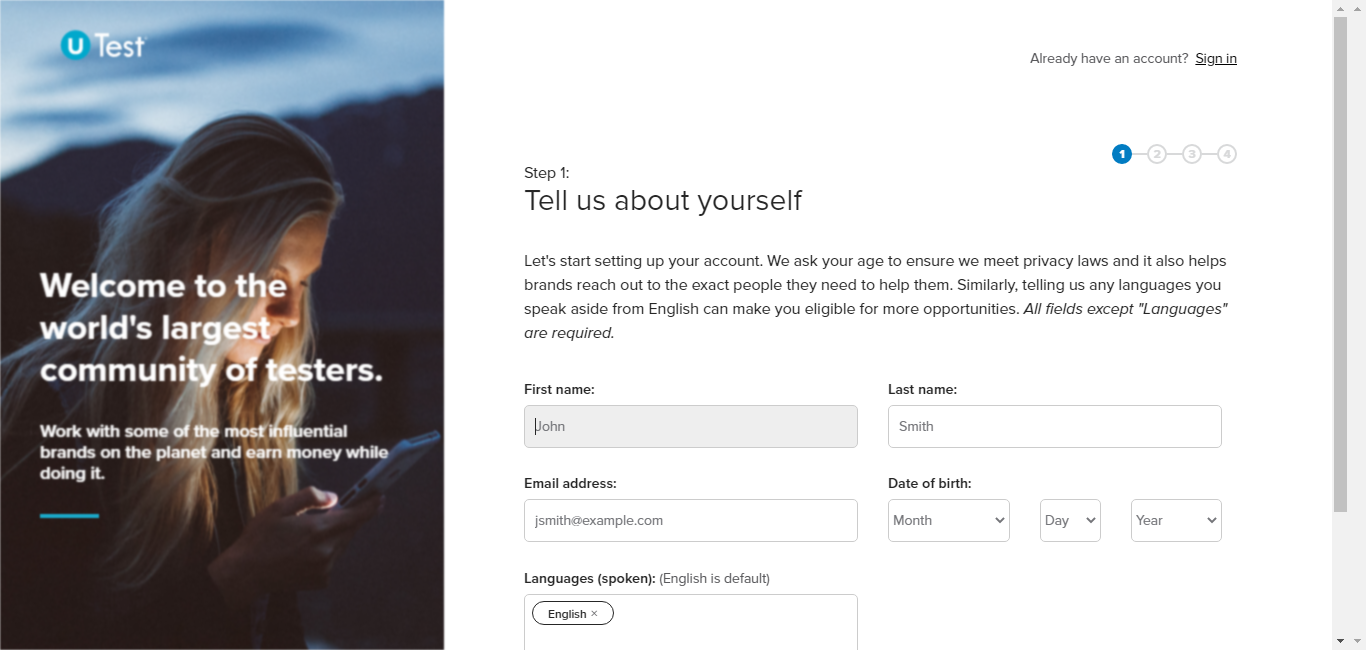 U Test
Already have an account? Sign in
1 2 3 4
Step 1:
Tell us about yourself
Let's start setting up your account. We ask your age to ensure we meet privacy laws and it also helps
brands reach out to the exact people they need to help them. Similarly, telling us any languages you
speak aside from English can make you eligible for more opportunities. All fields except "Languages"
are required.
Welcome to the
world's largest
community of testers.
Work with some of the most influential
brands on the planet and earn money while
doing it.
First name: Last name:
John Smith
Email address: Date of birth:
jsmith@example.com Month Day Year
Languages (spoken): (English is default)
English ×